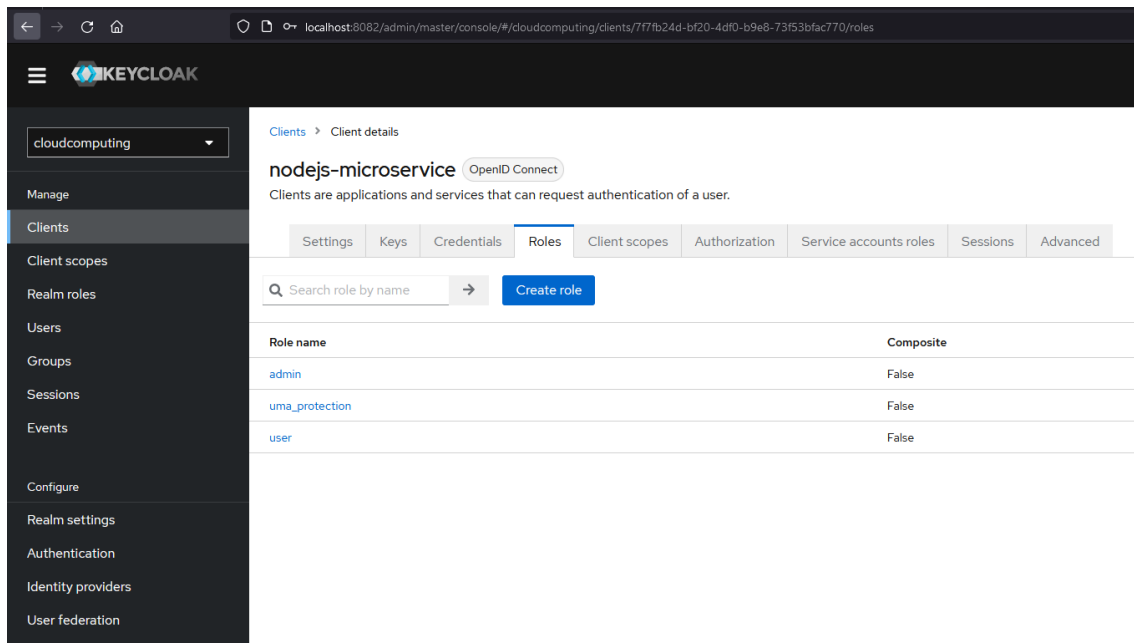 localhost:8082/admin/master/console/#/cloudcomputing/clients/7f7fb24d-bf20-4df0-b9e8-73f53bfac770/roles
KEYCLOAK
cloudcomputing
Manage
Clients
Client scopes
Realm roles
Users
Groups
Sessions
Events
Configure
Realm settings
Authentication
Identity providers
User federation
Clients > Client details
nodejs-microservice OpenID Connect
Clients are applications and services that can request authentication of a user.
Settings Keys Credentials Roles Client scopes Authorization Service accounts roles Sessions Advanced
Search role by name Create role
Role name Composite
admin False
uma_protection False
user False